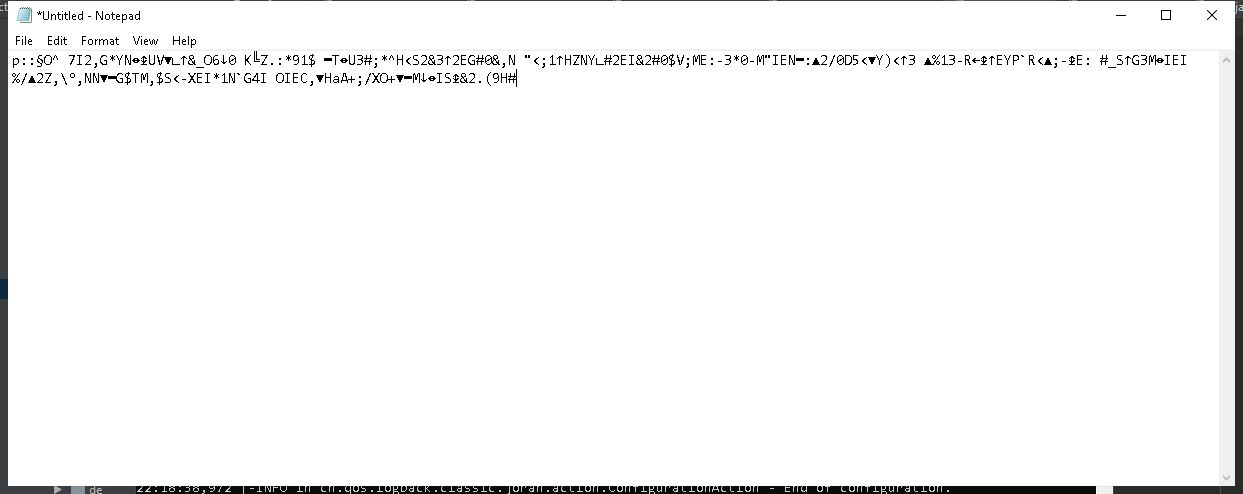 *Untitled - Notepad
File Edit Format View Help
p::§O^ 7I2,G*YN↔↨UV▼∟↑&_O6↓0 K╚Z.:*91$ ━T↔U3#;*^H<S2&3↑2EG#0&,N "<;1↑HZNY∟#2EI&2#0$V;ME:-3*0-M"IEN━:▲2/0D5<▼Y)<↑3 ▲%13-R←↨↑EYP`R<▲;-↨E: #_S↑G3M↔IEI
%/▲2Z,\°,NN▼━G$TM,$S<-XEI*1N`G4I OIEC,▼HaA+;/XO+▼━M↓↔IS↨&2.(9H#
de
22:18:38,972 |-INFO in ch.qos.logback.classic.joran.action.ConfigurationAction - End of configuration.